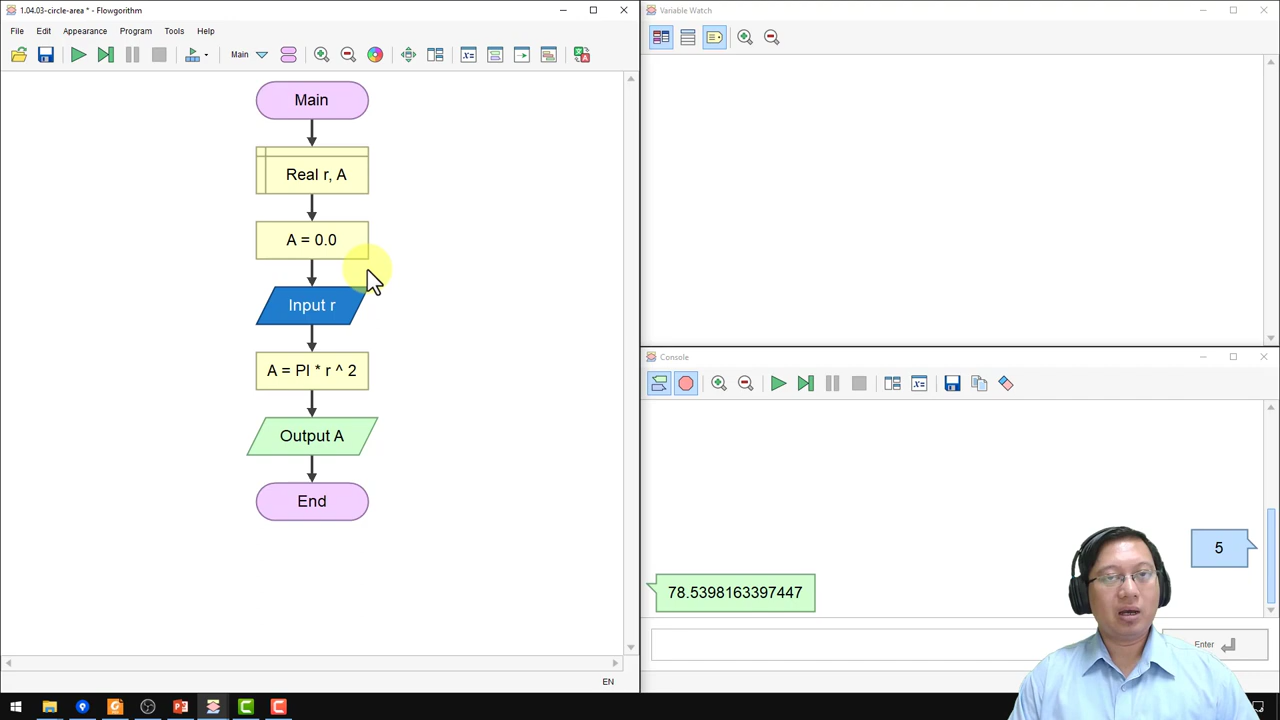 1.04.03-circle-area * - Flowgorithm
File Edit Appearance Program Tools Help
Main
Main
Real r, A
A = 0.0
Input r
A = PI * r ^ 2
Output A
End
EN
Variable Watch
Console
5
78.5398163397447
Enter